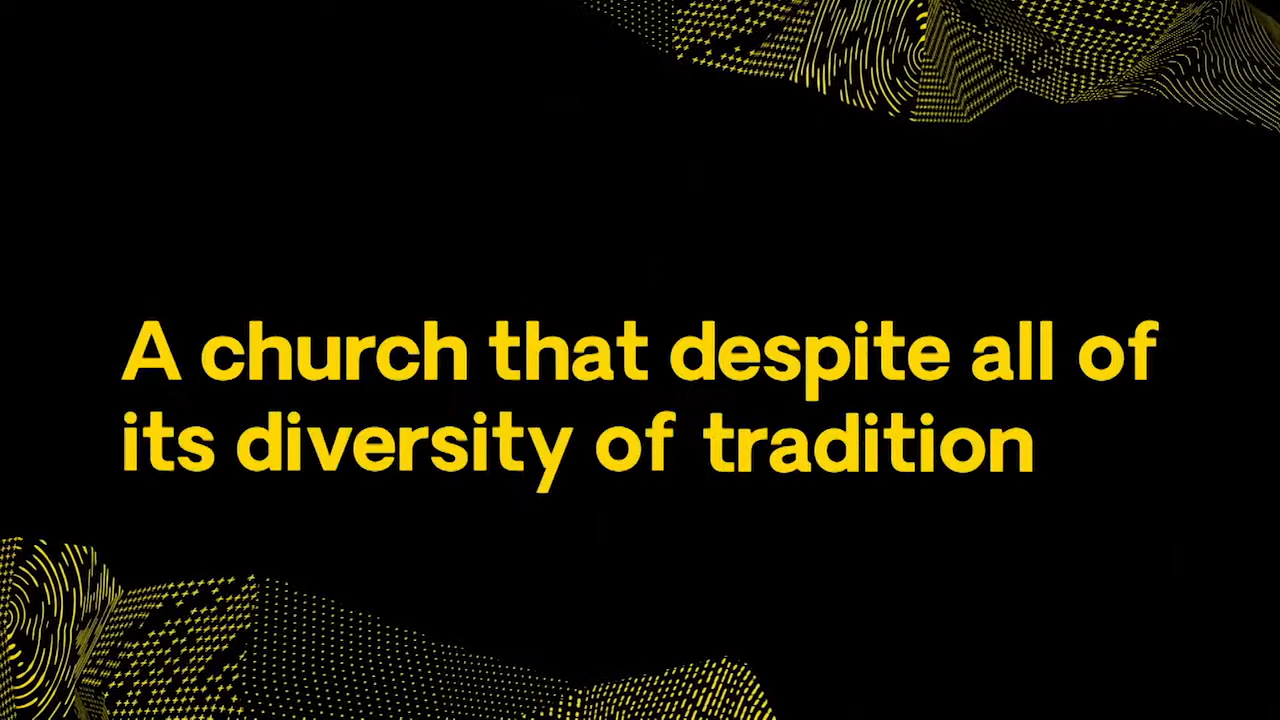 A church that despite all of
its diversity of tradition